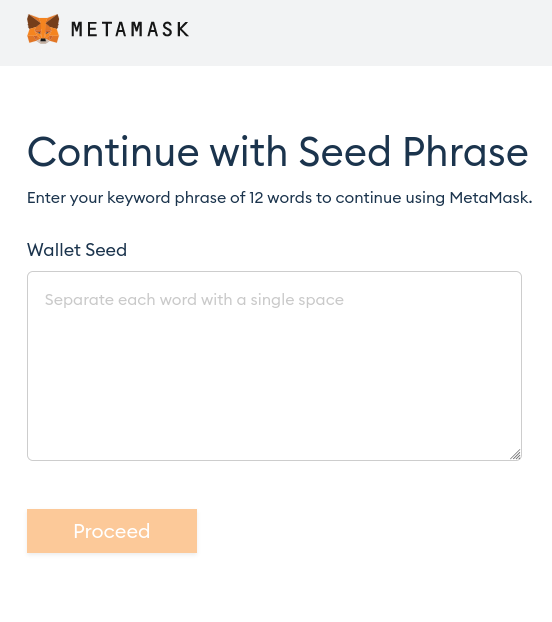 METAMASK
Continue with Seed Phrase
Enter your keyword phrase of 12 words to continue using MetaMask.
Wallet Seed
Separate each word with a single space
Proceed